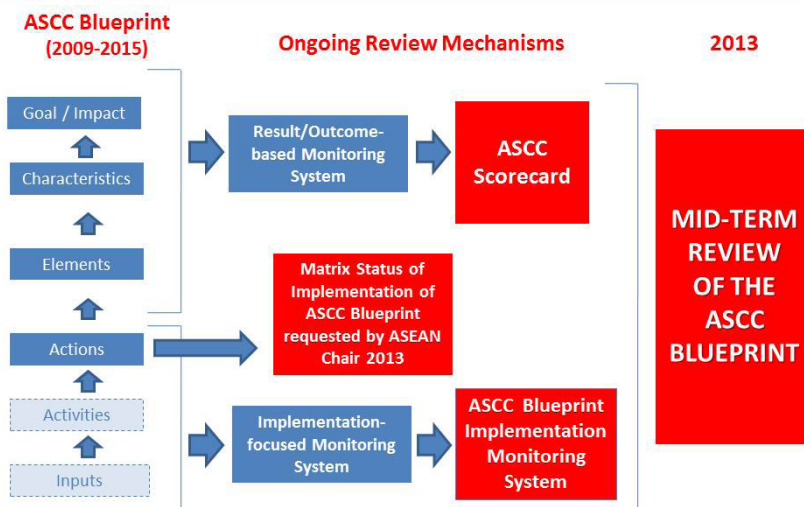 ASCC Blueprint
(2009-2015)
Ongoing Review Mechanisms
2013
Goal / Impact
Characteristics
Elements
Actions
Activities
Inputs
Result/Outcome-
based Monitoring
System
ASCC
Scorecard
Matrix Status of
Implementation of
ASCC Blueprint
requested by ASEAN
Chair 2013
Implementation-
focused Monitoring
System
ASCC Blueprint
Implementation
Monitoring
System
MID-TERM
REVIEW
OF THE
ASCC
BLUEPRINT